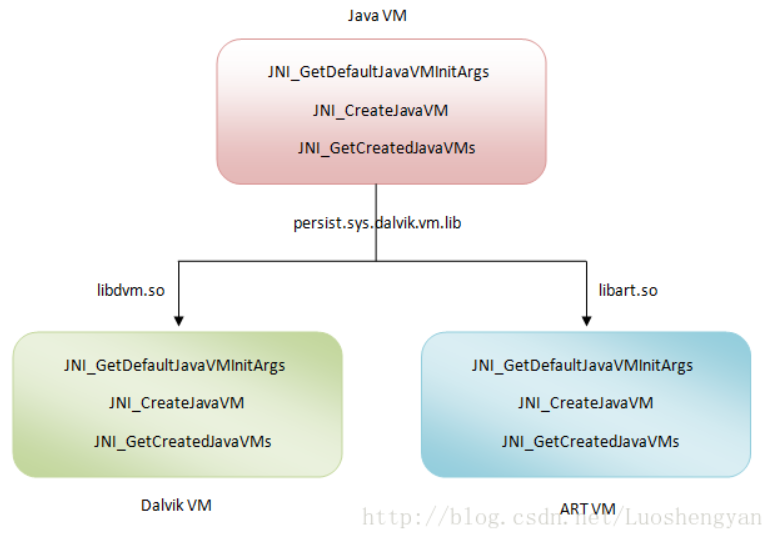 Java VM
JNI_GetDefaultJavaVMInitArgs
JNI_CreateJavaVM
JNI_GetCreatedJavaVMs
persist.sys.dalvik.vm.lib
libdvm.so
libart.so
JNI_GetDefaultJavaVMInitArgs
JNI_CreateJavaVM
JNI_GetCreatedJavaVMs
JNI_GetDefaultJavaVMInitArgs
JNI_CreateJavaVM
JNI_GetCreatedJavaVMs
Dalvik VM
ART VM
http://blog.csdn.net/Luoshengyan